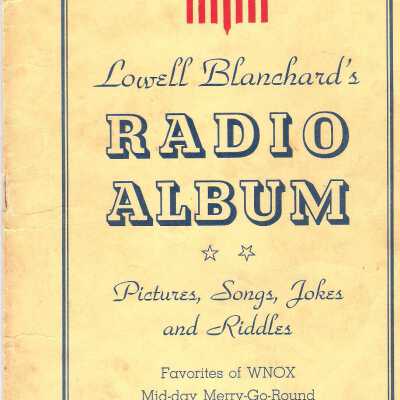 Lowell Blanchard's
RADIO
ALBUM
Pictures, Songs, Jokes
and Riddles
Favorites of WNOX
Mid-day Merry-Go-Round